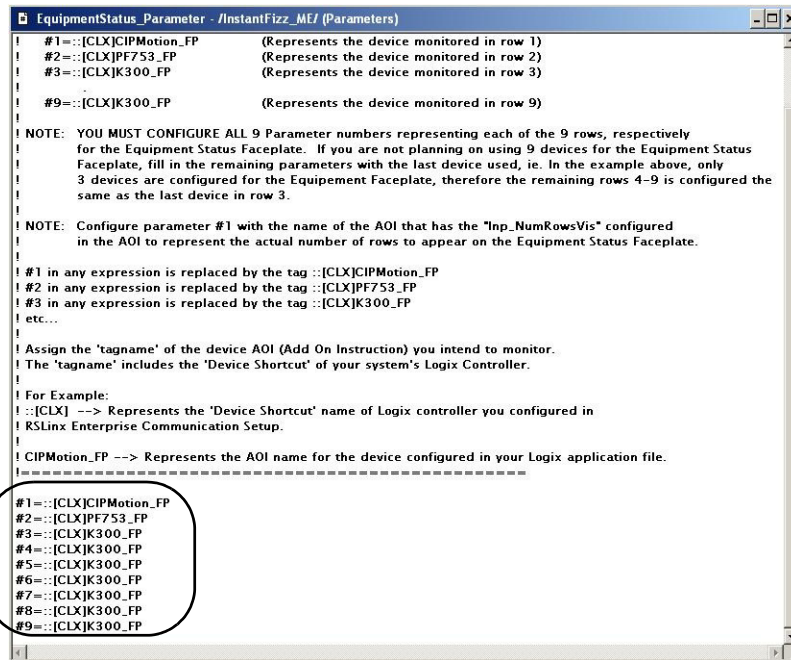 EquipmentStatus_Parameter - /InstantFizz_ME/ (Parameters)
! #1=::[CLX]CIPMotion_FP (Represents the device monitored in row 1)
! #2=::[CLX]PF753_FP (Represents the device monitored in row 2)
! #3=::[CLX]K300_FP (Represents the device monitored in row 3)
! .
! #9=::[CLX]K300_FP (Represents the device monitored in row 9)
!
! NOTE: YOU MUST CONFIGURE ALL 9 Parameter numbers representing each of the 9 rows, respectively
! for the Equipment Status Faceplate. If you are not planning on using 9 devices for the Equipment Status
! Faceplate, fill in the remaining parameters with the last device used, ie. In the example above, only
! 3 devices are configured for the Equipement Faceplate, therefore the remaining rows 4-9 is configured the
! same as the last device in row 3.
!
! NOTE: Configure parameter #1 with the name of the AOI that has the "Inp_NumRowsVis" configured
! in the AOI to represent the actual number of rows to appear on the Equipment Status Faceplate.
!
! #1 in any expression is replaced by the tag ::[CLX]CIPMotion_FP
! #2 in any expression is replaced by the tag ::[CLX]PF753_FP
! #3 in any expression is replaced by the tag ::[CLX]K300_FP
! etc...
!
! Assign the 'tagname' of the device AOI (Add On Instruction) you intend to monitor.
! The 'tagname' includes the 'Device Shortcut' of your system's Logix Controller.
!
! For Example:
! ::[CLX] --> Represents the 'Device Shortcut' name of Logix controller you configured in
! RSLinx Enterprise Communication Setup.
!
! CIPMotion_FP --> Represents the AOI name for the device configured in your Logix application file.
!================================================
#1=::[CLX]CIPMotion_FP
#2=::[CLX]PF753_FP
#3=::[CLX]K300_FP
#4=::[CLX]K300_FP
#5=::[CLX]K300_FP
#6=::[CLX]K300_FP
#7=::[CLX]K300_FP
#8=::[CLX]K300_FP
#9=::[CLX]K300_FP